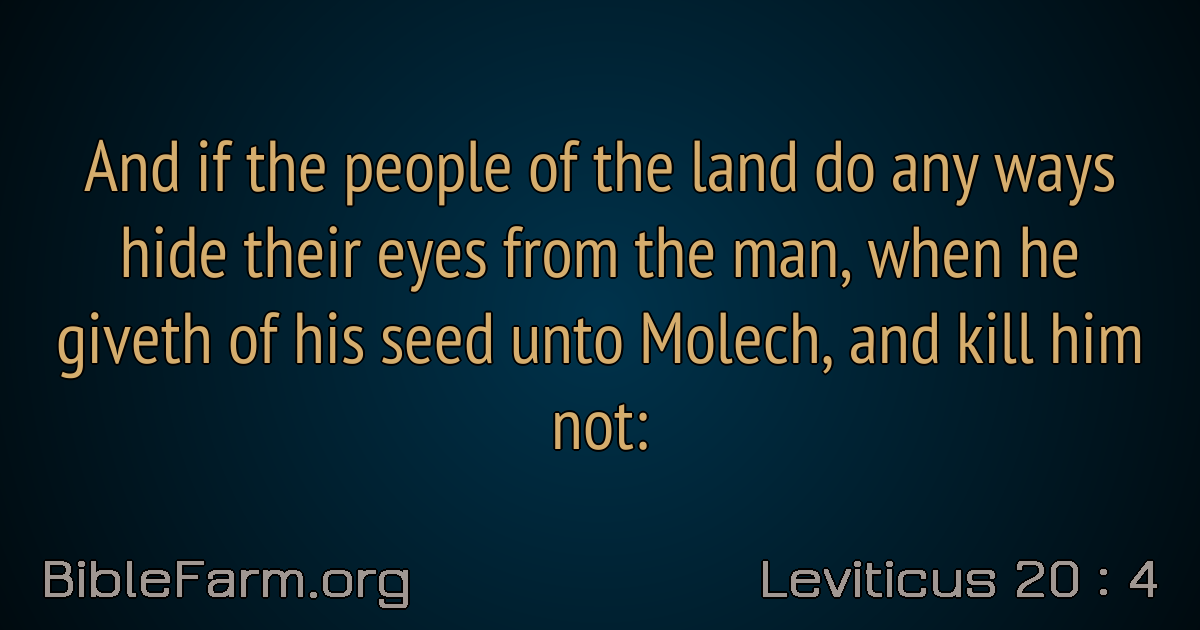 And if the people of the land do any ways
hide their eyes from the man, when he
giveth of his seed unto Molech, and kill him
not:
BibleFarm.org
Leviticus 20 : 4